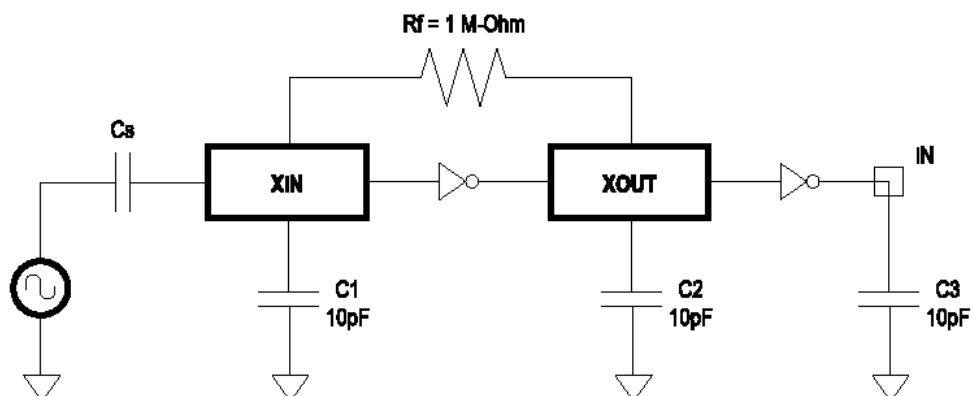 Rf = 1 M-Ohm
Cs
XIN
XOUT
IN
C1
10pF
C2
10pF
C3
10pF